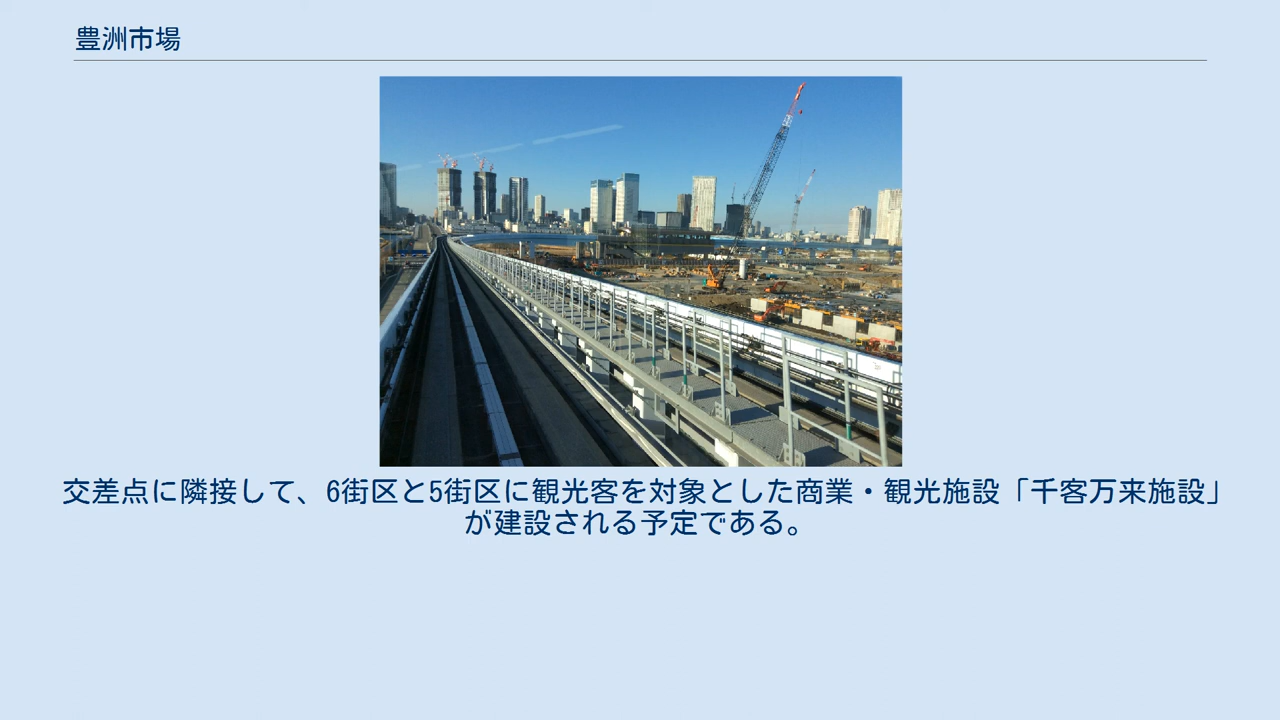 豊洲市場
交差点に隣接して、6街区と5街区に観光客を対象とした商業・観光施設「千客万来施設」
が建設される予定である。